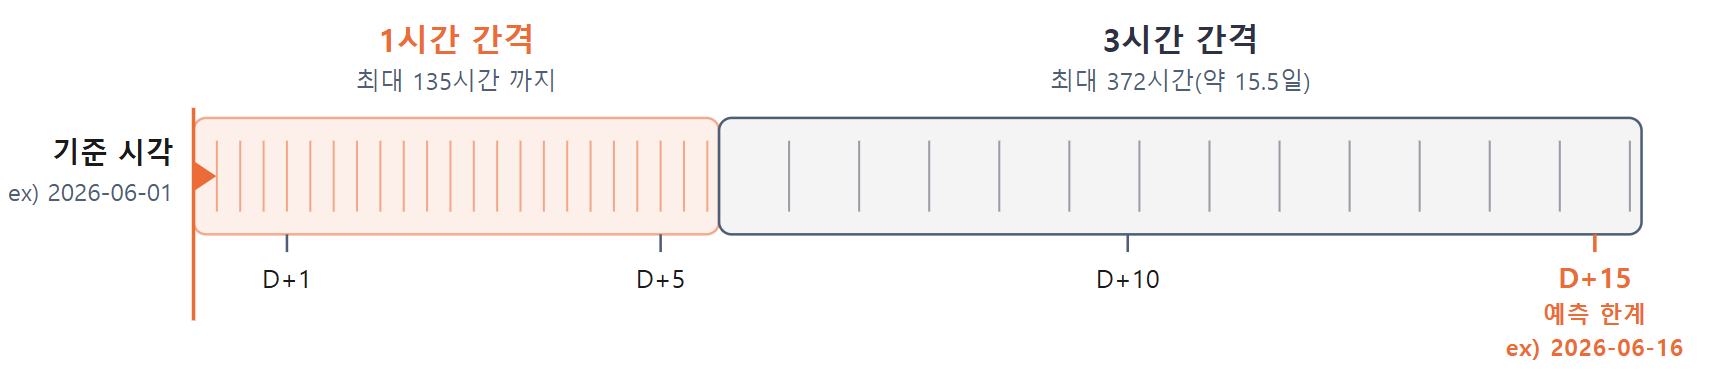 1시간 간격
최대 135시간 까지
3시간 간격
최대 372시간(약 15.5일)
기준 시각
ex) 2026-06-01
D+1
D+5
D+10
D+15
예측 한계
ex) 2026-06-16